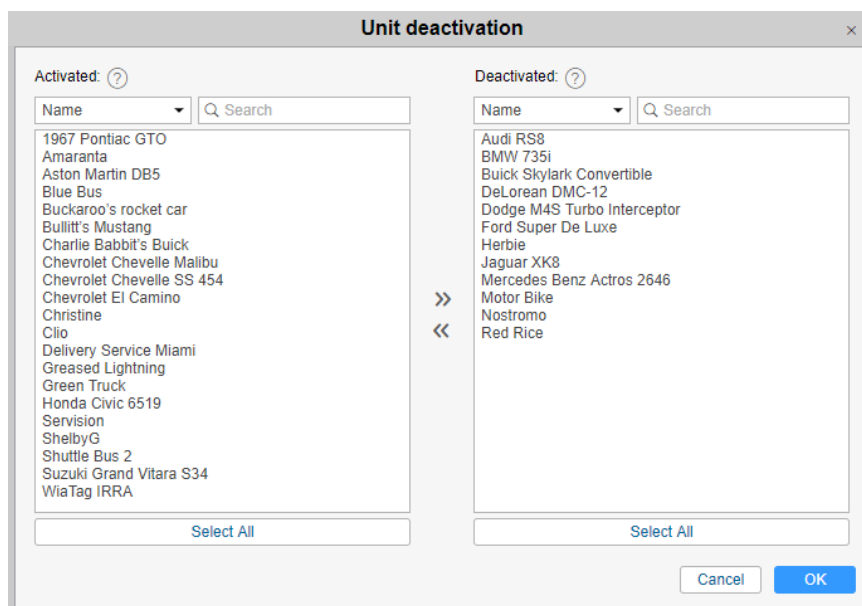 Unit deactivation
×
Activated: ?
Name
Search
1967 Pontiac GTO
Amaranta
Aston Martin DB5
Blue Bus
Buckaroo’s rocket car
Bullitt’s Mustang
Charlie Babbit’s Buick
Chevrolet Chevelle Malibu
Chevrolet Chevelle SS 454
Chevrolet El Camino
Christine
Clio
Delivery Service Miami
Greased Lightning
Green Truck
Honda Civic 6519
Servision
ShelbyG
Shuttle Bus 2
Suzuki Grand Vitara S34
WiaTag IRRA
Select All
»
«
Deactivated: ?
Name
Search
Audi RS8
BMW 735i
Buick Skylark Convertible
DeLorean DMC-12
Dodge M4S Turbo Interceptor
Ford Super De Luxe
Herbie
Jaguar XK8
Mercedes Benz Actros 2646
Motor Bike
Nostromo
Red Rice
Select All
Cancel
OK